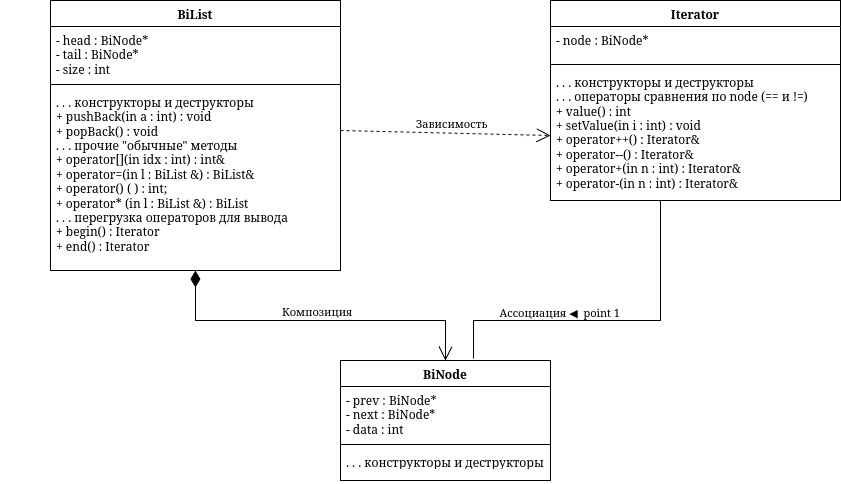 BiList
- head : BiNode*
- tail : BiNode*
- size : int
. . . конструкторы и деструкторы
+ pushBack(in a : int) : void
+ popBack() : void
. . . прочие "обычные" методы
+ operator[](in idx : int) : int&
+ operator=(in l : BiList &) : BiList&
+ operator() ( ) : int;
+ operator* (in l : BiList &) : BiList
. . . перегрузка операторов для вывода
+ begin() : Iterator
+ end() : Iterator
Зависимость
Iterator
- node : BiNode*
. . . конструкторы и деструкторы
. . . операторы сравнения по node (== и !=)
+ value() : int
+ setValue(in i : int) : void
+ operator++() : Iterator&
+ operator--() : Iterator&
+ operator+(in n : int) : Iterator&
+ operator-(in n : int) : Iterator&
Композиция
Ассоциация ◄ point 1
BiNode
- prev : BiNode*
- next : BiNode*
- data : int
. . . конструкторы и деструкторы